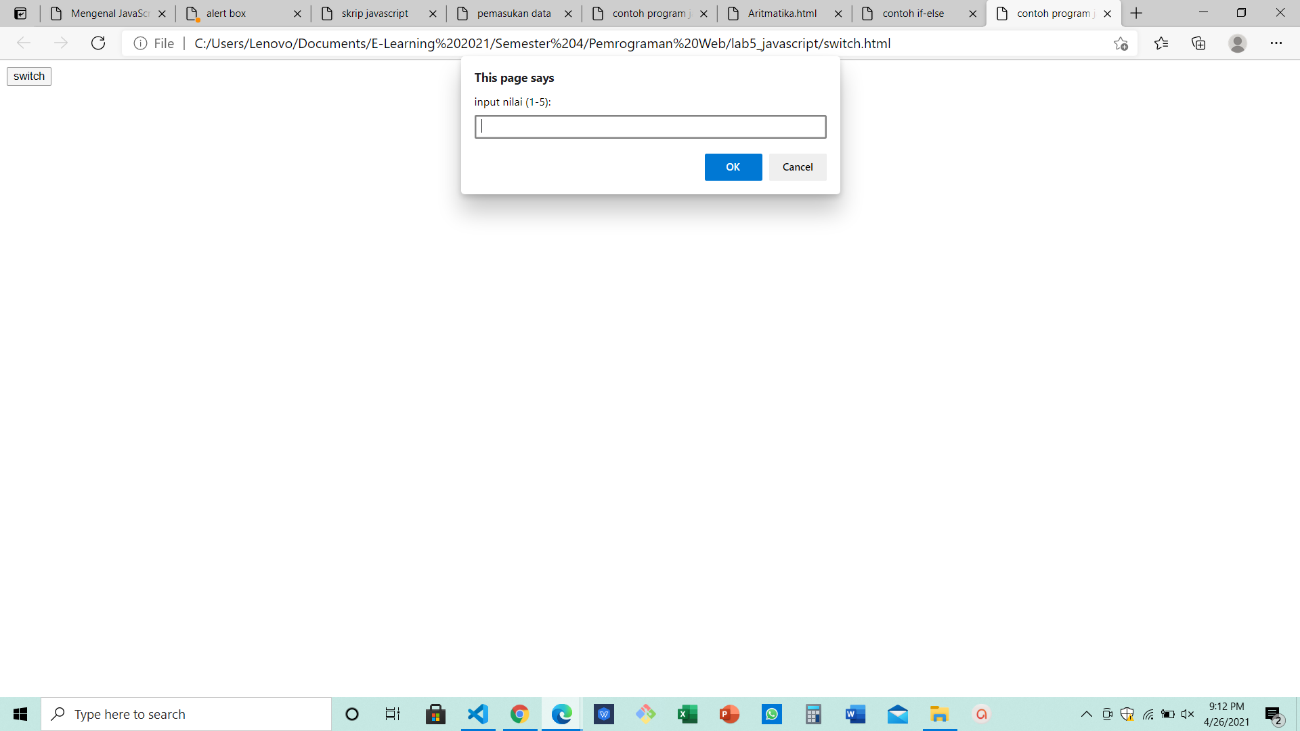 Mengenal JavaSc
alert box
skrip javascript
pemasukan data
contoh program j
Aritmatika.html
contoh if-else
contoh program j
File
C:/Users/Lenovo/Documents/E-Learning%202021/Semester%204/Pemrograman%20Web/lab5_javascript/switch.html
switch
This page says
input nilai (1-5):
OK
Cancel
Type here to search
9:12 PM
4/26/2021
2